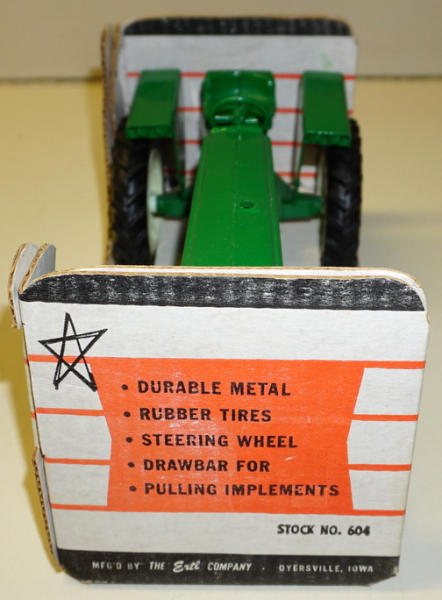 • DURABLE METAL
• RUBBER TIRES
• STEERING WHEEL
• DRAWBAR FOR
• PULLING IMPLEMENTS
STOCK NO. 604
MFG'D BY THE Ertl COMPANY · DYERSVILLE, IOWA